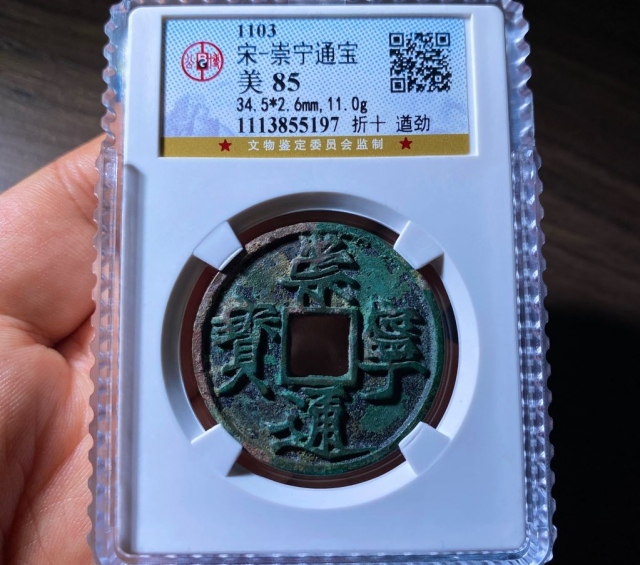 1103
宋-崇宁通宝
美 85
34.5*2.6mm,11.0g
1113855197 折十 遒劲
文物鉴定委员会监制
崇寧通寶